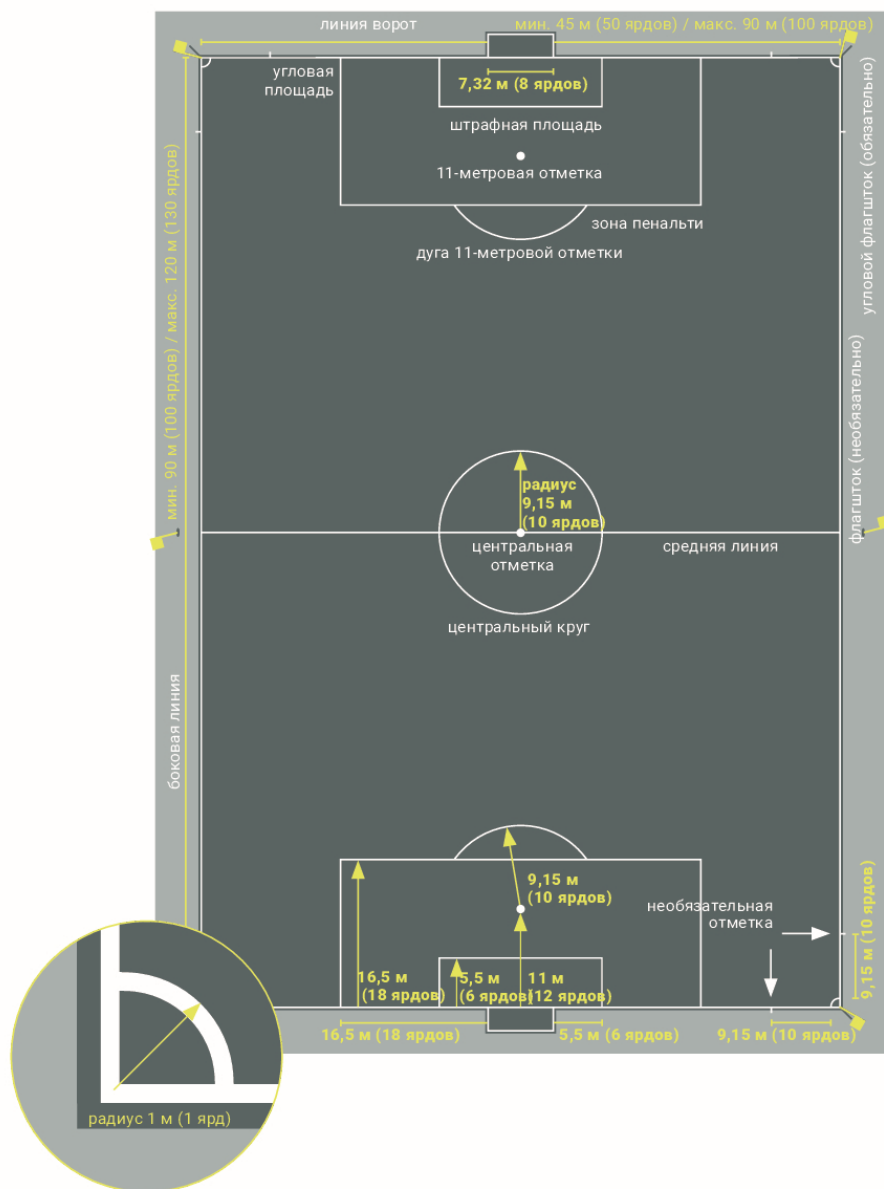 линия ворот
мин. 45 м (50 ярдов) / макс. 90 м (100 ярдов)
угловая
площадь
7,32 м (8 ярдов)
штрафная площадь
11-метровая отметка
зона пенальти
дуга 11-метровой отметки
мин. 90 м (100 ярдов) / макс. 120 м (130 ярдов)
угловой флагшток (обязательно)
флагшток (необязательно)
радиус
9,15 м
(10 ярдов)
центральная
отметка
средняя линия
центральный круг
боковая линия
9,15 м
(10 ярдов)
необязательная
отметка
9,15 м (10 ярдов)
16,5 м
(18 ярдов)
5,5 м
(6 ярдов)
11 м
(12 ярдов)
16,5 м (18 ярдов)
5,5 м (6 ярдов)
9,15 м (10 ярдов)
радиус 1 м (1 ярд)